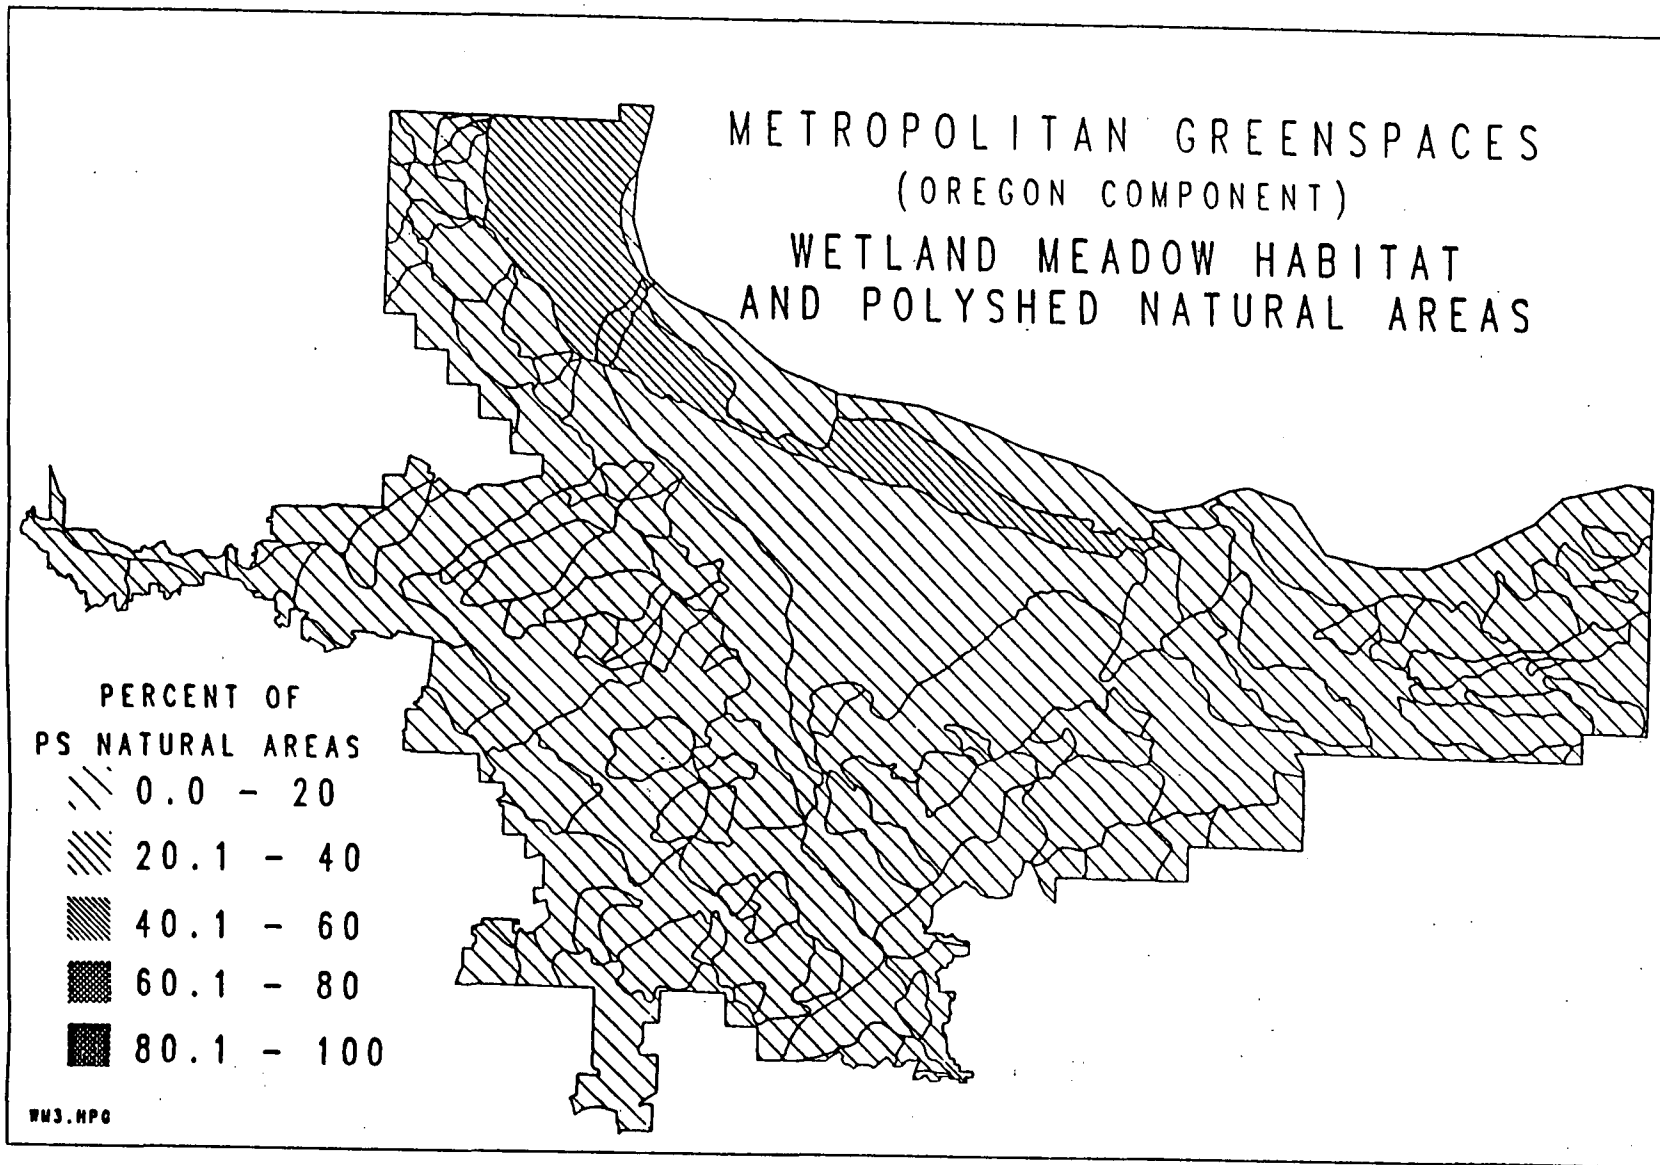 METROPOLITAN GREENSPACES
(OREGON COMPONENT)
WETLAND MEADOW HABITAT
AND POLYSHED NATURAL AREAS
PERCENT OF
PS NATURAL AREAS
0.0 - 20
20.1 - 40
40.1 - 60
60.1 - 80
80.1 - 100
WM3.HPG